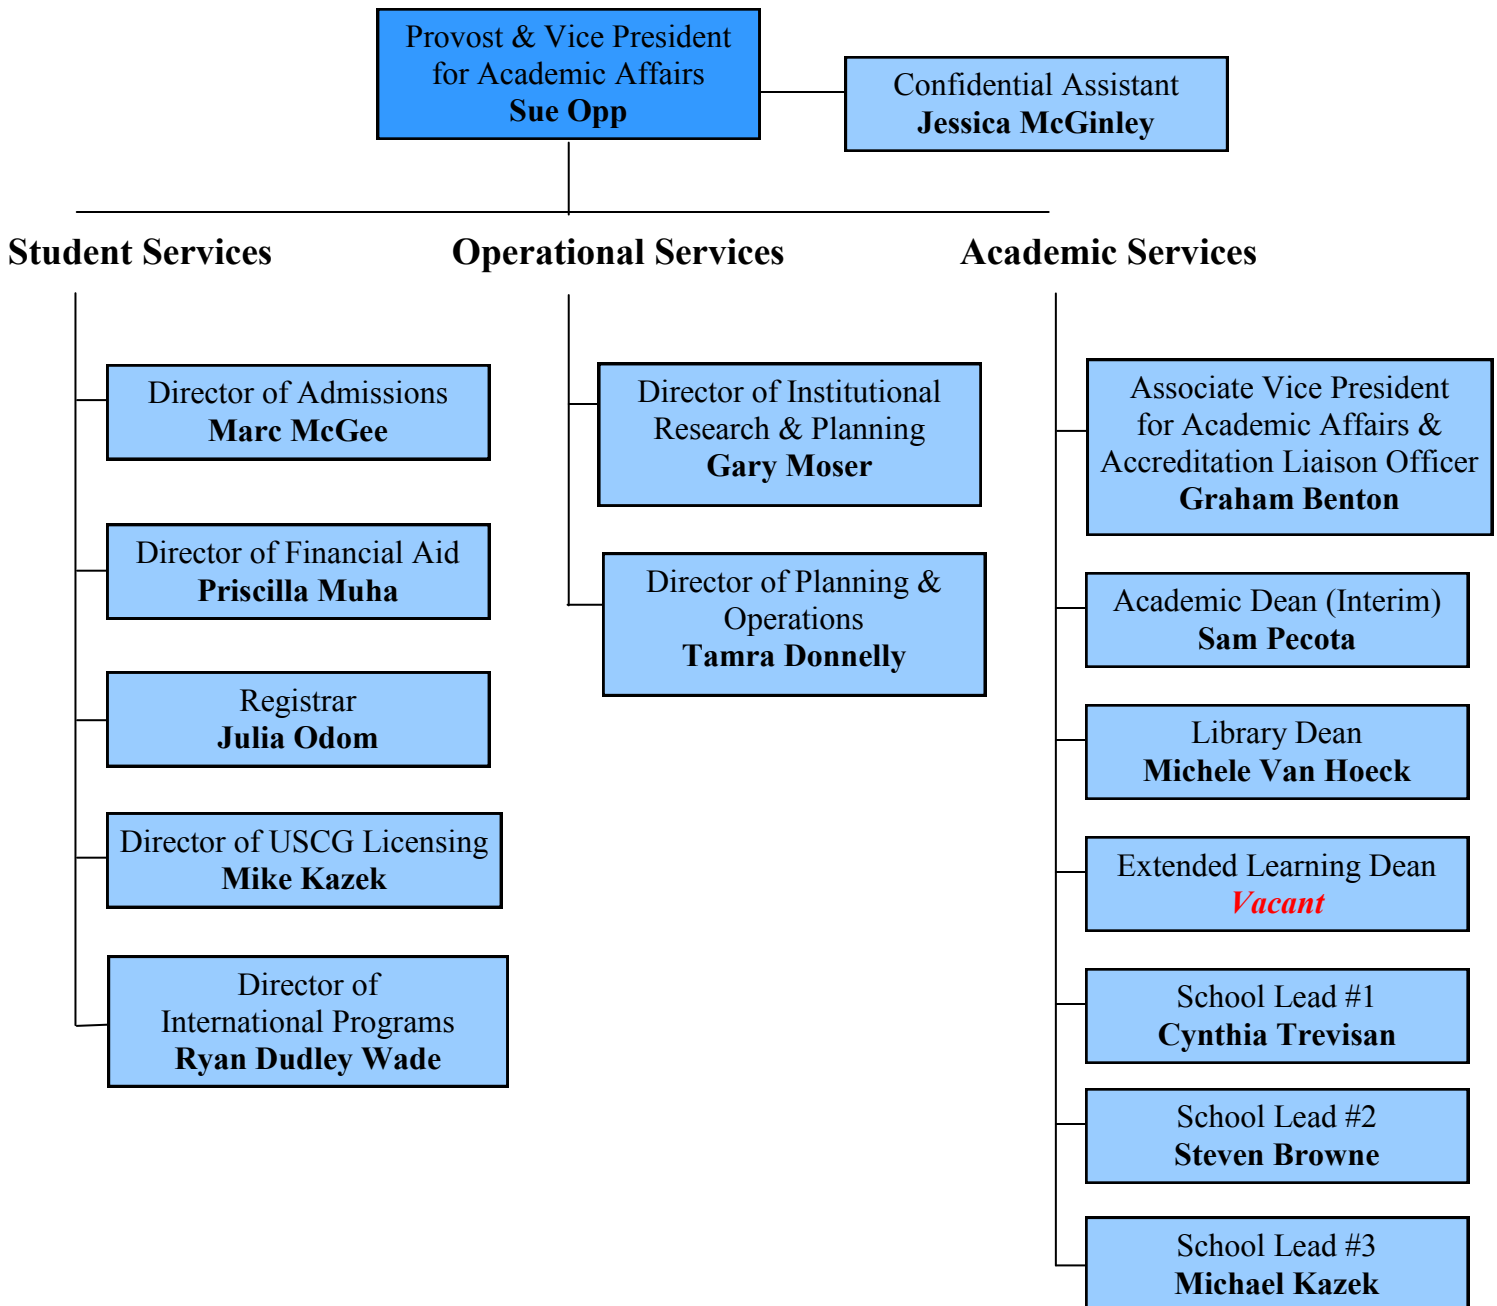 Provost & Vice President
for Academic Affairs
Sue Opp
Confidential Assistant
Jessica McGinley
Student Services
Director of Admissions
Marc McGee
Director of Financial Aid
Priscilla Muha
Registrar
Julia Odom
Director of USCG Licensing
Mike Kazek
Director of
International Programs
Ryan Dudley Wade
Operational Services
Director of Institutional
Research & Planning
Gary Moser
Director of Planning &
Operations
Tamra Donnelly
Academic Services
Associate Vice President
for Academic Affairs &
Accreditation Liaison Officer
Graham Benton
Academic Dean (Interim)
Sam Pecota
Library Dean
Michele Van Hoeck
Extended Learning Dean
Vacant
School Lead #1
Cynthia Trevisan
School Lead #2
Steven Browne
School Lead #3
Michael Kazek